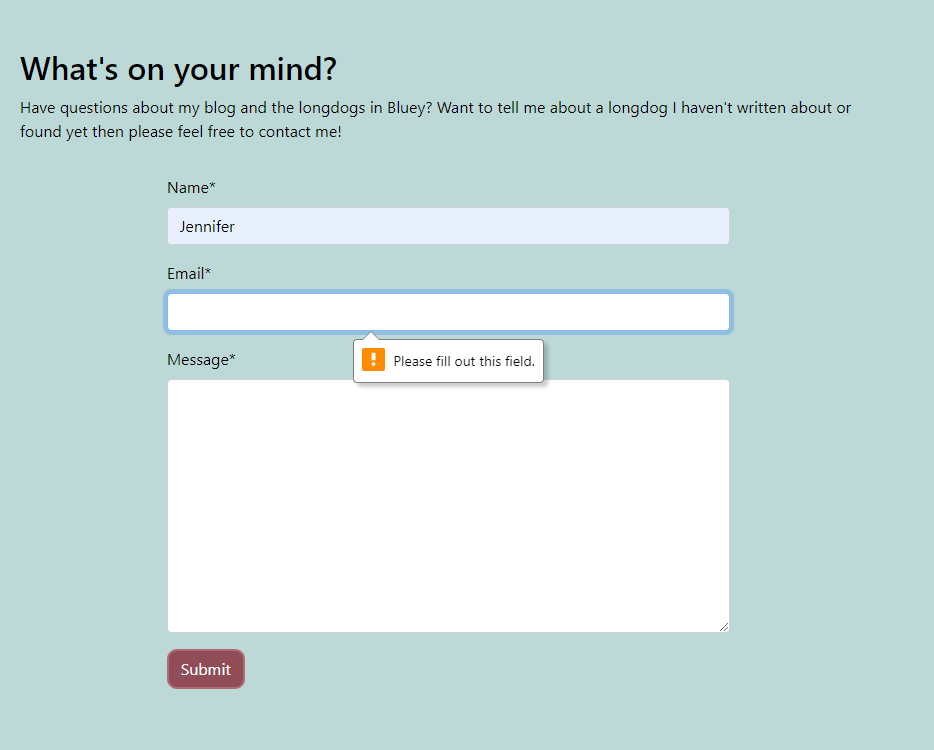 What's on your mind?
Have questions about my blog and the longdogs in Bluey? Want to tell me about a longdog I haven't written about or
found yet then please feel free to contact me!
Name*
Jennifer
Email*
Please fill out this field.
Message*
Submit